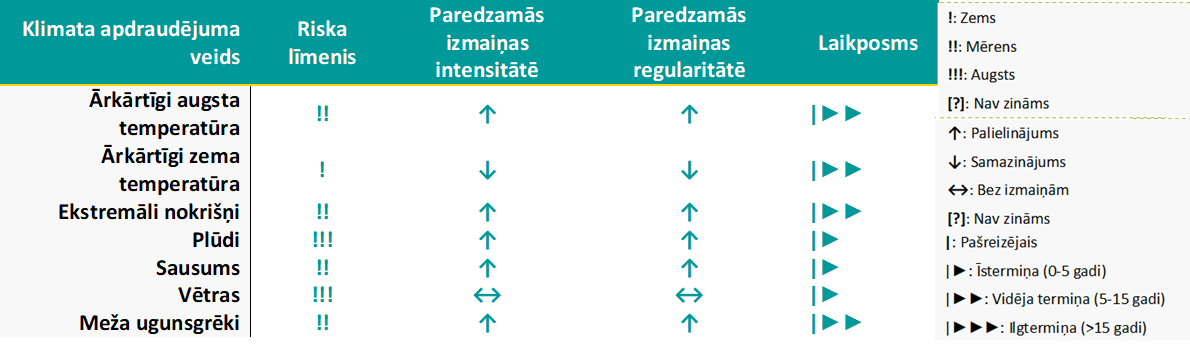 Klimata apdraudējuma veids | Riska līmenis | Paredzamās izmaiņas intensitātē | Paredzamās izmaiņas regularitātē | Laikposms
Ārkārtīgi augsta temperatūra | !! | ↑ | ↑ | |►►
Ārkārtīgi zema temperatūra | ! | ↓ | ↓ | |►►
Ekstremāli nokrišņi | !! | ↑ | ↑ | |►►
Plūdi | !!! | ↑ | ↑ | |►
Sausums | !! | ↑ | ↑ | |►
Vētras | !!! | ↔ | ↔ | |►
Meža ugunsgrēki | !! | ↑ | ↑ | |►►
!: Zems
!!: Mērens
!!!: Augsts
[?]: Nav zināms
↑: Palielinājums
↓: Samazinājums
↔: Bez izmaiņām
[?]: Nav zināms
|: Pašreizējais
|►: Īstermiņa (0-5 gadi)
|►►: Vidēja termiņa (5-15 gadi)
|►►►: Ilgtermiņa (>15 gadi)